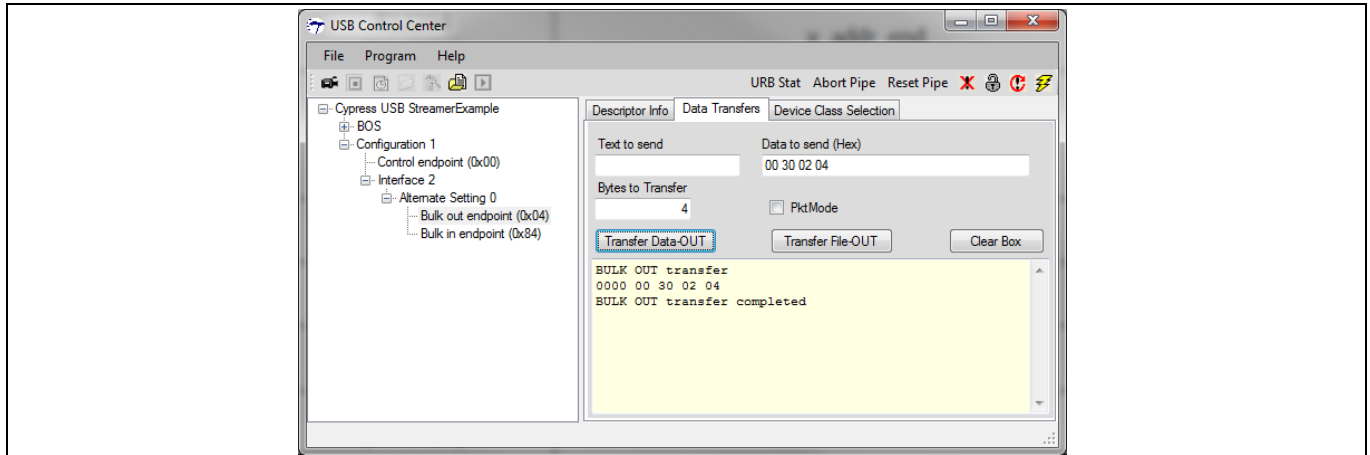 USB Control Center
File Program Help
URB Stat Abort Pipe Reset Pipe
Cypress USB StreamerExample
BOS
Configuration 1
Control endpoint (0x00)
Interface 2
Alternate Setting 0
Bulk out endpoint (0x04)
Bulk in endpoint (0x84)
Descriptor Info Data Transfers Device Class Selection
Text to send Data to send (Hex)
00 30 02 04
Bytes to Transfer
4 PktMode
Transfer Data-OUT Transfer File-OUT Clear Box
BULK OUT transfer
0000 00 30 02 04
BULK OUT transfer completed